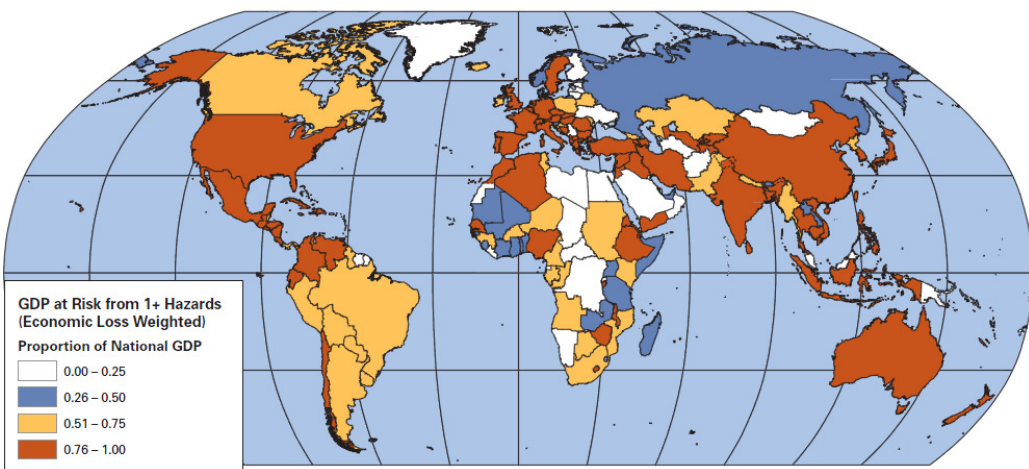 GDP at Risk from 1+ Hazards
(Economic Loss Weighted)
Proportion of National GDP
0.00 – 0.25
0.26 – 0.50
0.51 – 0.75
0.76 – 1.00